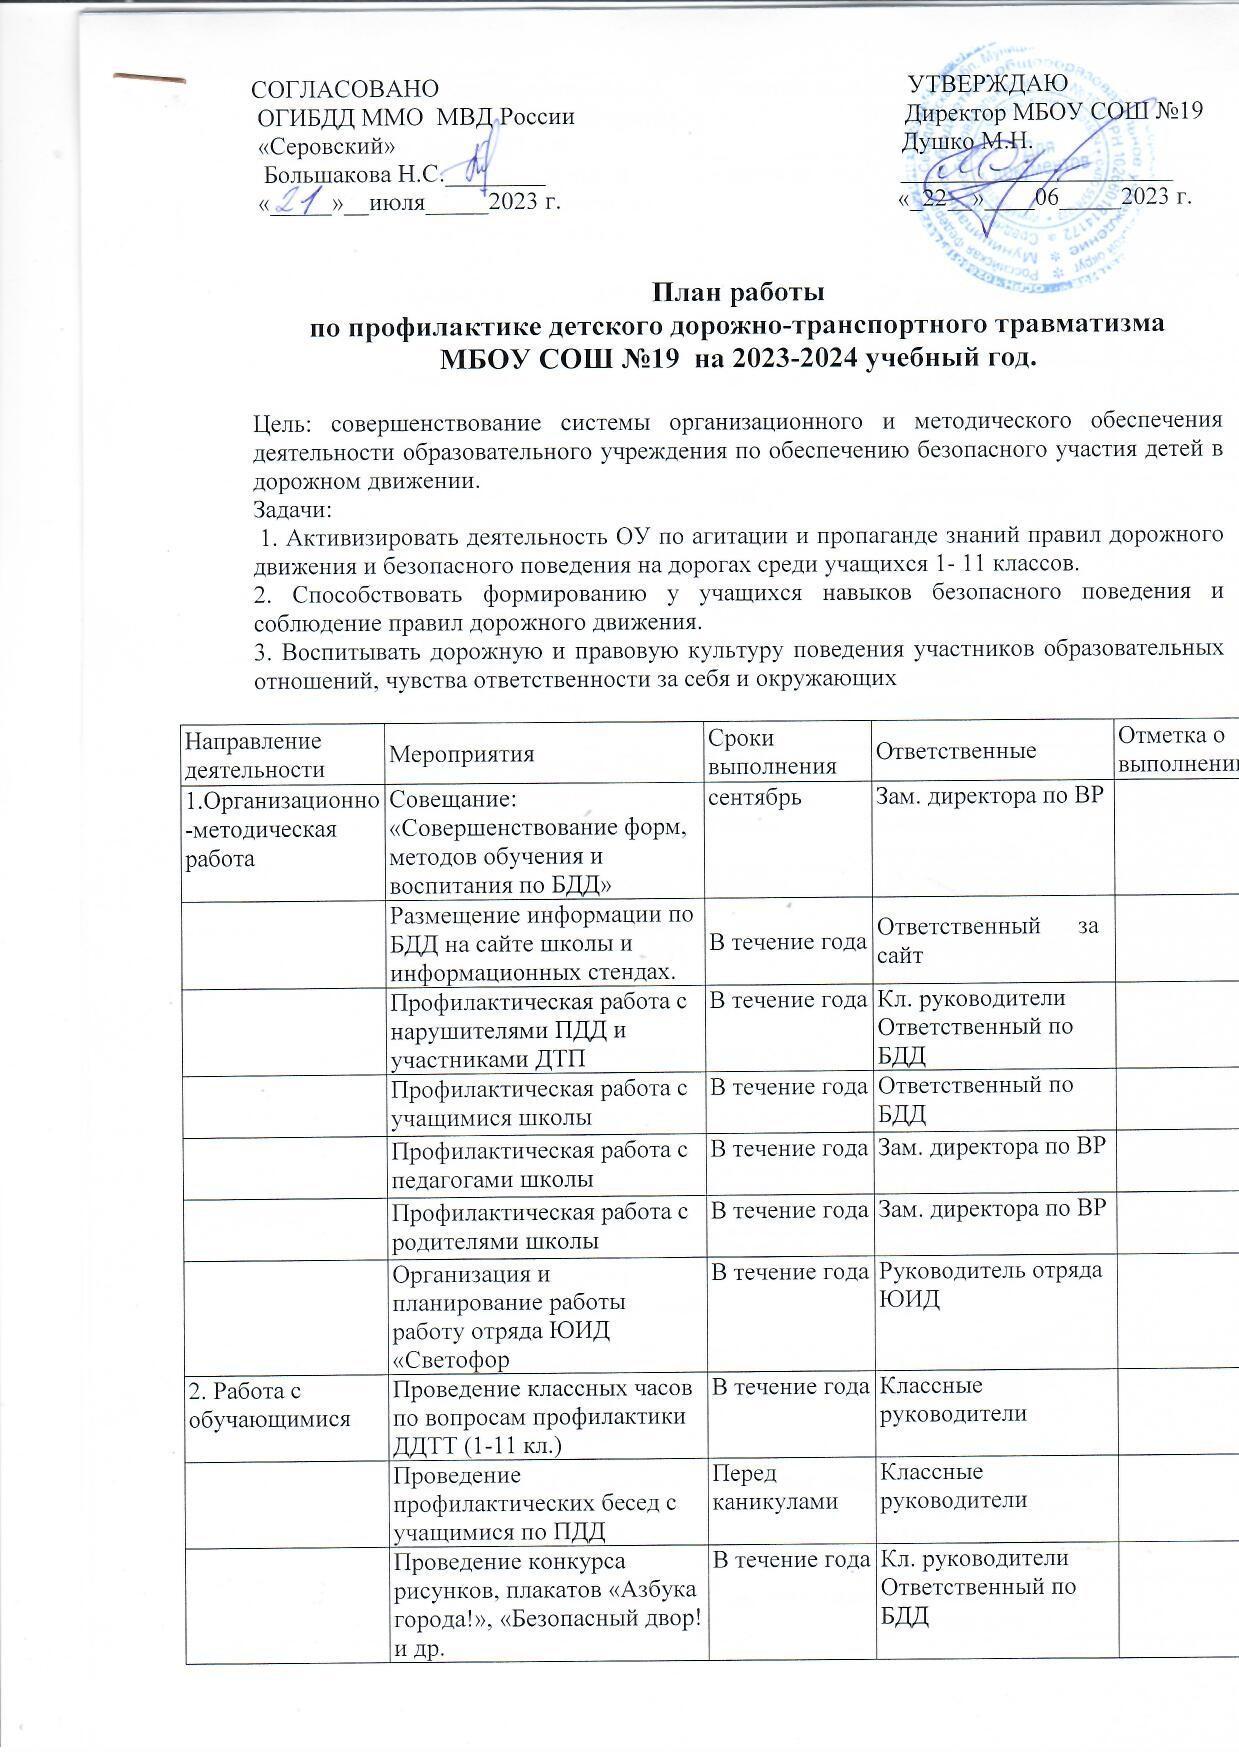 СОГЛАСОВАНО
ОГИБДД ММО МВД России
«Серовский»
Большакова Н.С.________
«_21_»__июля_____2023 г.
УТВЕРЖДАЮ
Директор МБОУ СОШ №19
Душко М.Н.
«_22__»____06_____2023 г.
План работы
по профилактике детского дорожно-транспортного травматизма
МБОУ СОШ №19 на 2023-2024 учебный год.
Цель: совершенствование системы организационного и методического обеспечения
деятельности образовательного учреждения по обеспечению безопасного участия детей в
дорожном движении.
Задачи:
1. Активизировать деятельность ОУ по агитации и пропаганде знаний правил дорожного
движения и безопасного поведения на дорогах среди учащихся 1- 11 классов.
2. Способствовать формированию у учащихся навыков безопасного поведения и
соблюдение правил дорожного движения.
3. Воспитывать дорожную и правовую культуру поведения участников образовательных
отношений, чувства ответственности за себя и окружающих
Направление
деятельности
Мероприятия
Сроки
выполнения
Ответственные
Отметка о
выполнении
1.Организационно
-методическая
работа
Совещание:
«Совершенствование форм,
методов обучения и
воспитания по БДД»
сентябрь
Зам. директора по ВР
Размещение информации по
БДД на сайте школы и
информационных стендах.
В течение года
Ответственный за
сайт
Профилактическая работа с
нарушителями ПДД и
участниками ДТП
В течение года
Кл. руководители
Ответственный по
БДД
Профилактическая работа с
учащимися школы
В течение года
Ответственный по
БДД
Профилактическая работа с
педагогами школы
В течение года
Зам. директора по ВР
Профилактическая работа с
родителями школы
В течение года
Зам. директора по ВР
Организация и
планирование работы
работу отряда ЮИД
«Светофор
В течение года
Руководитель отряда
ЮИД
2. Работа с
обучающимися
Проведение классных часов
по вопросам профилактики
ДДТТ (1-11 кл.)
В течение года
Классные
руководители
Проведение
профилактических бесед с
учащимися по ПДД
Перед
каникулами
Классные
руководители
Проведение конкурса
рисунков, плакатов «Азбука
города!», «Безопасный двор!
и др.
В течение года
Кл. руководители
Ответственный по
БДД